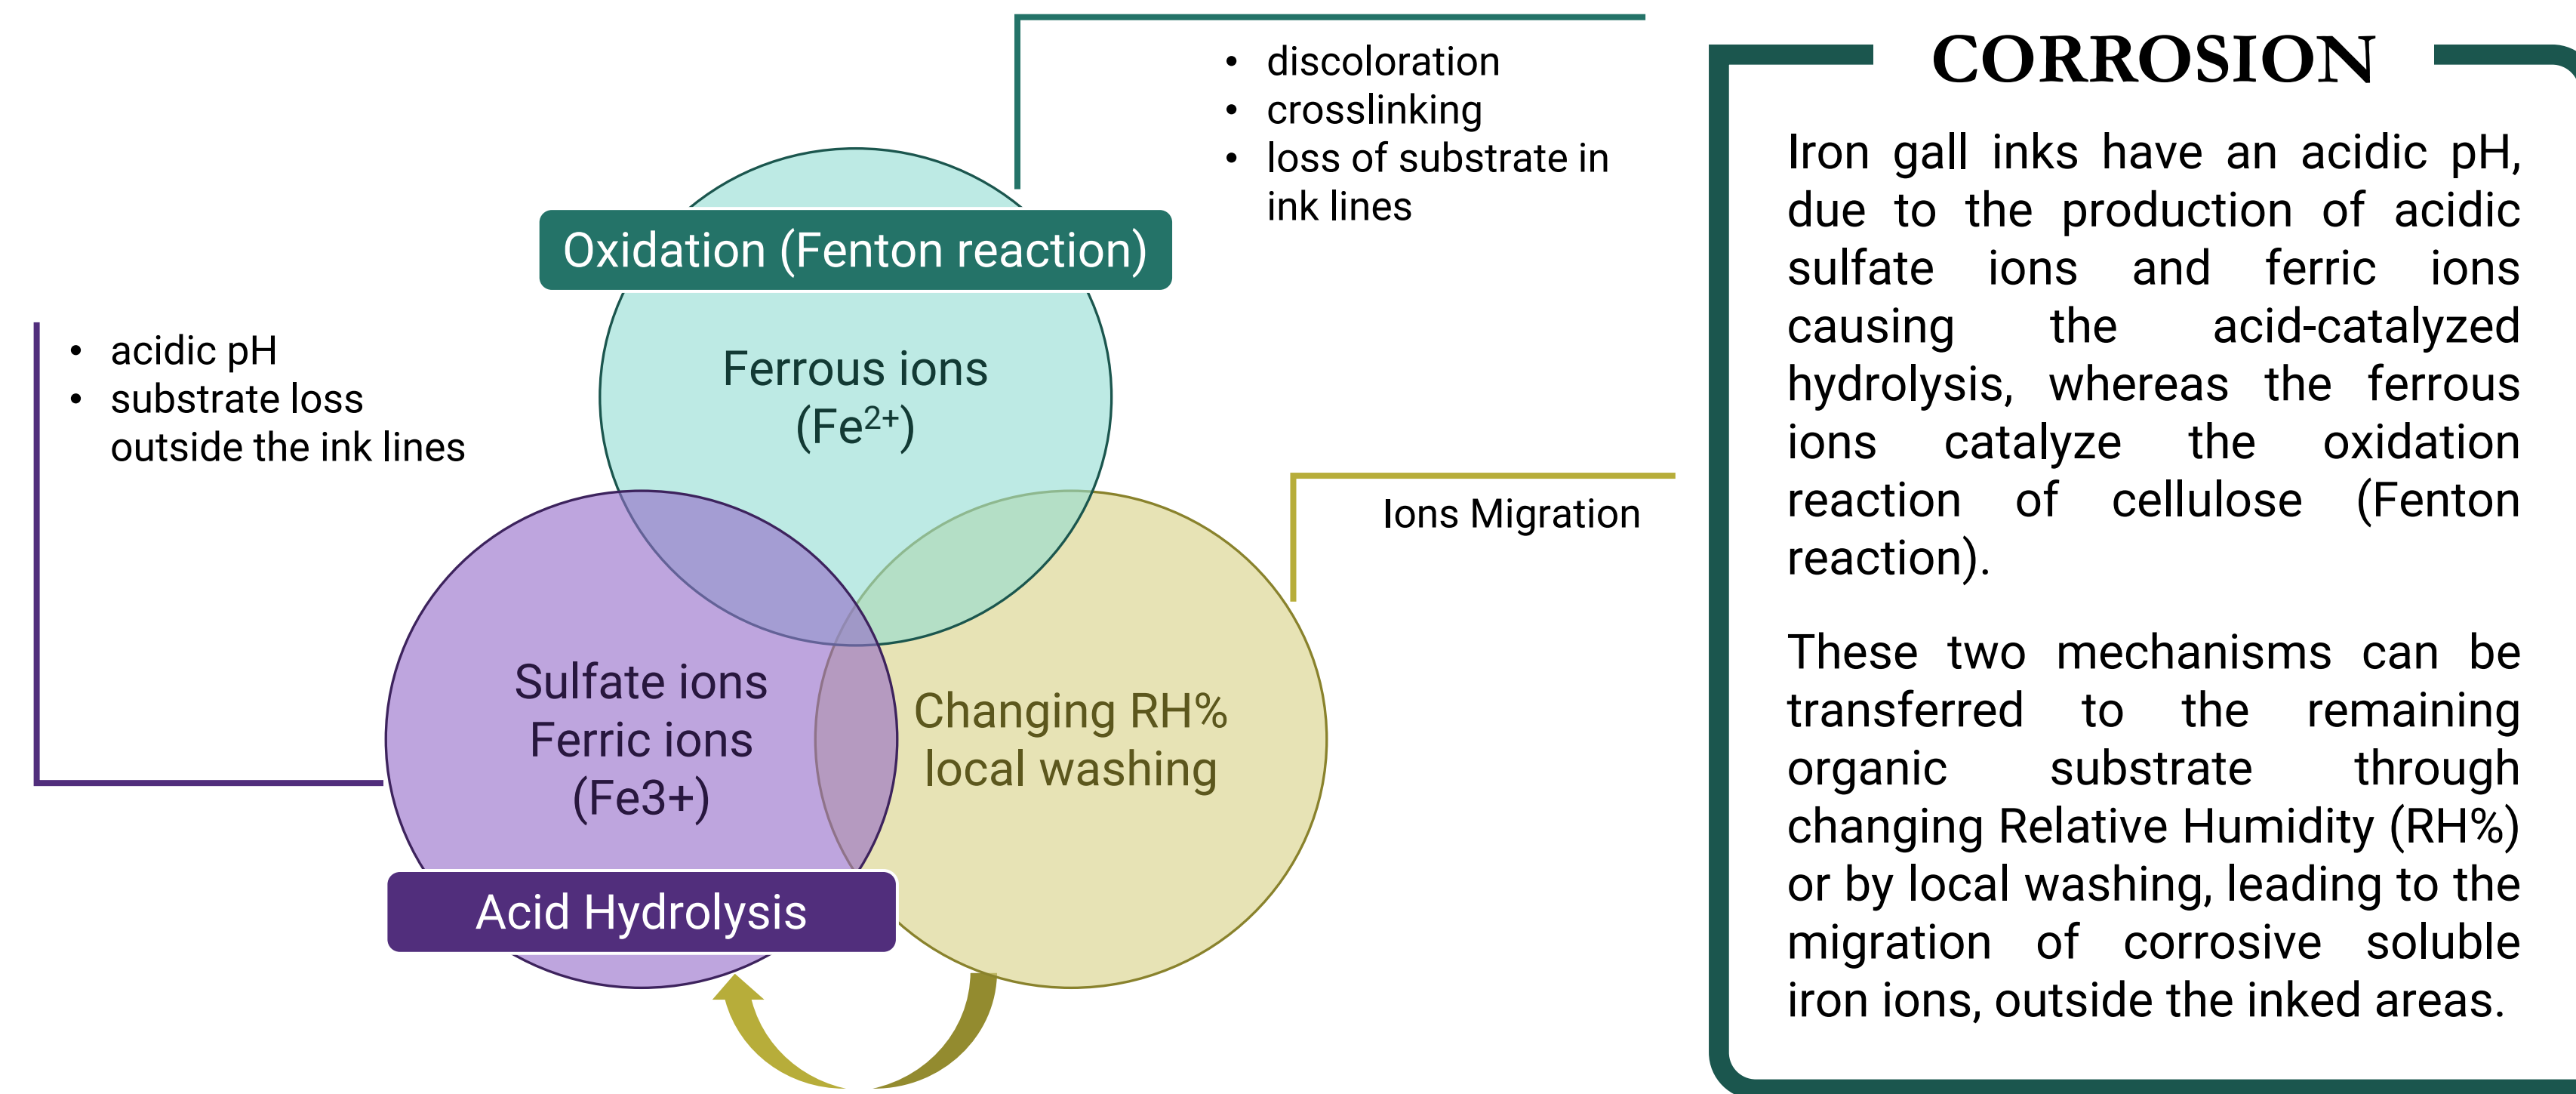 • discoloration
• crosslinking
• loss of substrate in
ink lines
Oxidation (Fenton reaction)
Ferrous ions
(Fe²⁺)
• acidic pH
• substrate loss
outside the ink lines
Ions Migration
Sulfate ions
Ferric ions
(Fe3+)
Changing RH%
local washing
Acid Hydrolysis
CORROSION
Iron gall inks have an acidic pH,
due to the production of acidic
sulfate ions and ferric ions
causing the acid-catalyzed
hydrolysis, whereas the ferrous
ions catalyze the oxidation
reaction of cellulose (Fenton
reaction).
These two mechanisms can be
transferred to the remaining
organic substrate through
changing Relative Humidity (RH%)
or by local washing, leading to the
migration of corrosive soluble
iron ions, outside the inked areas.